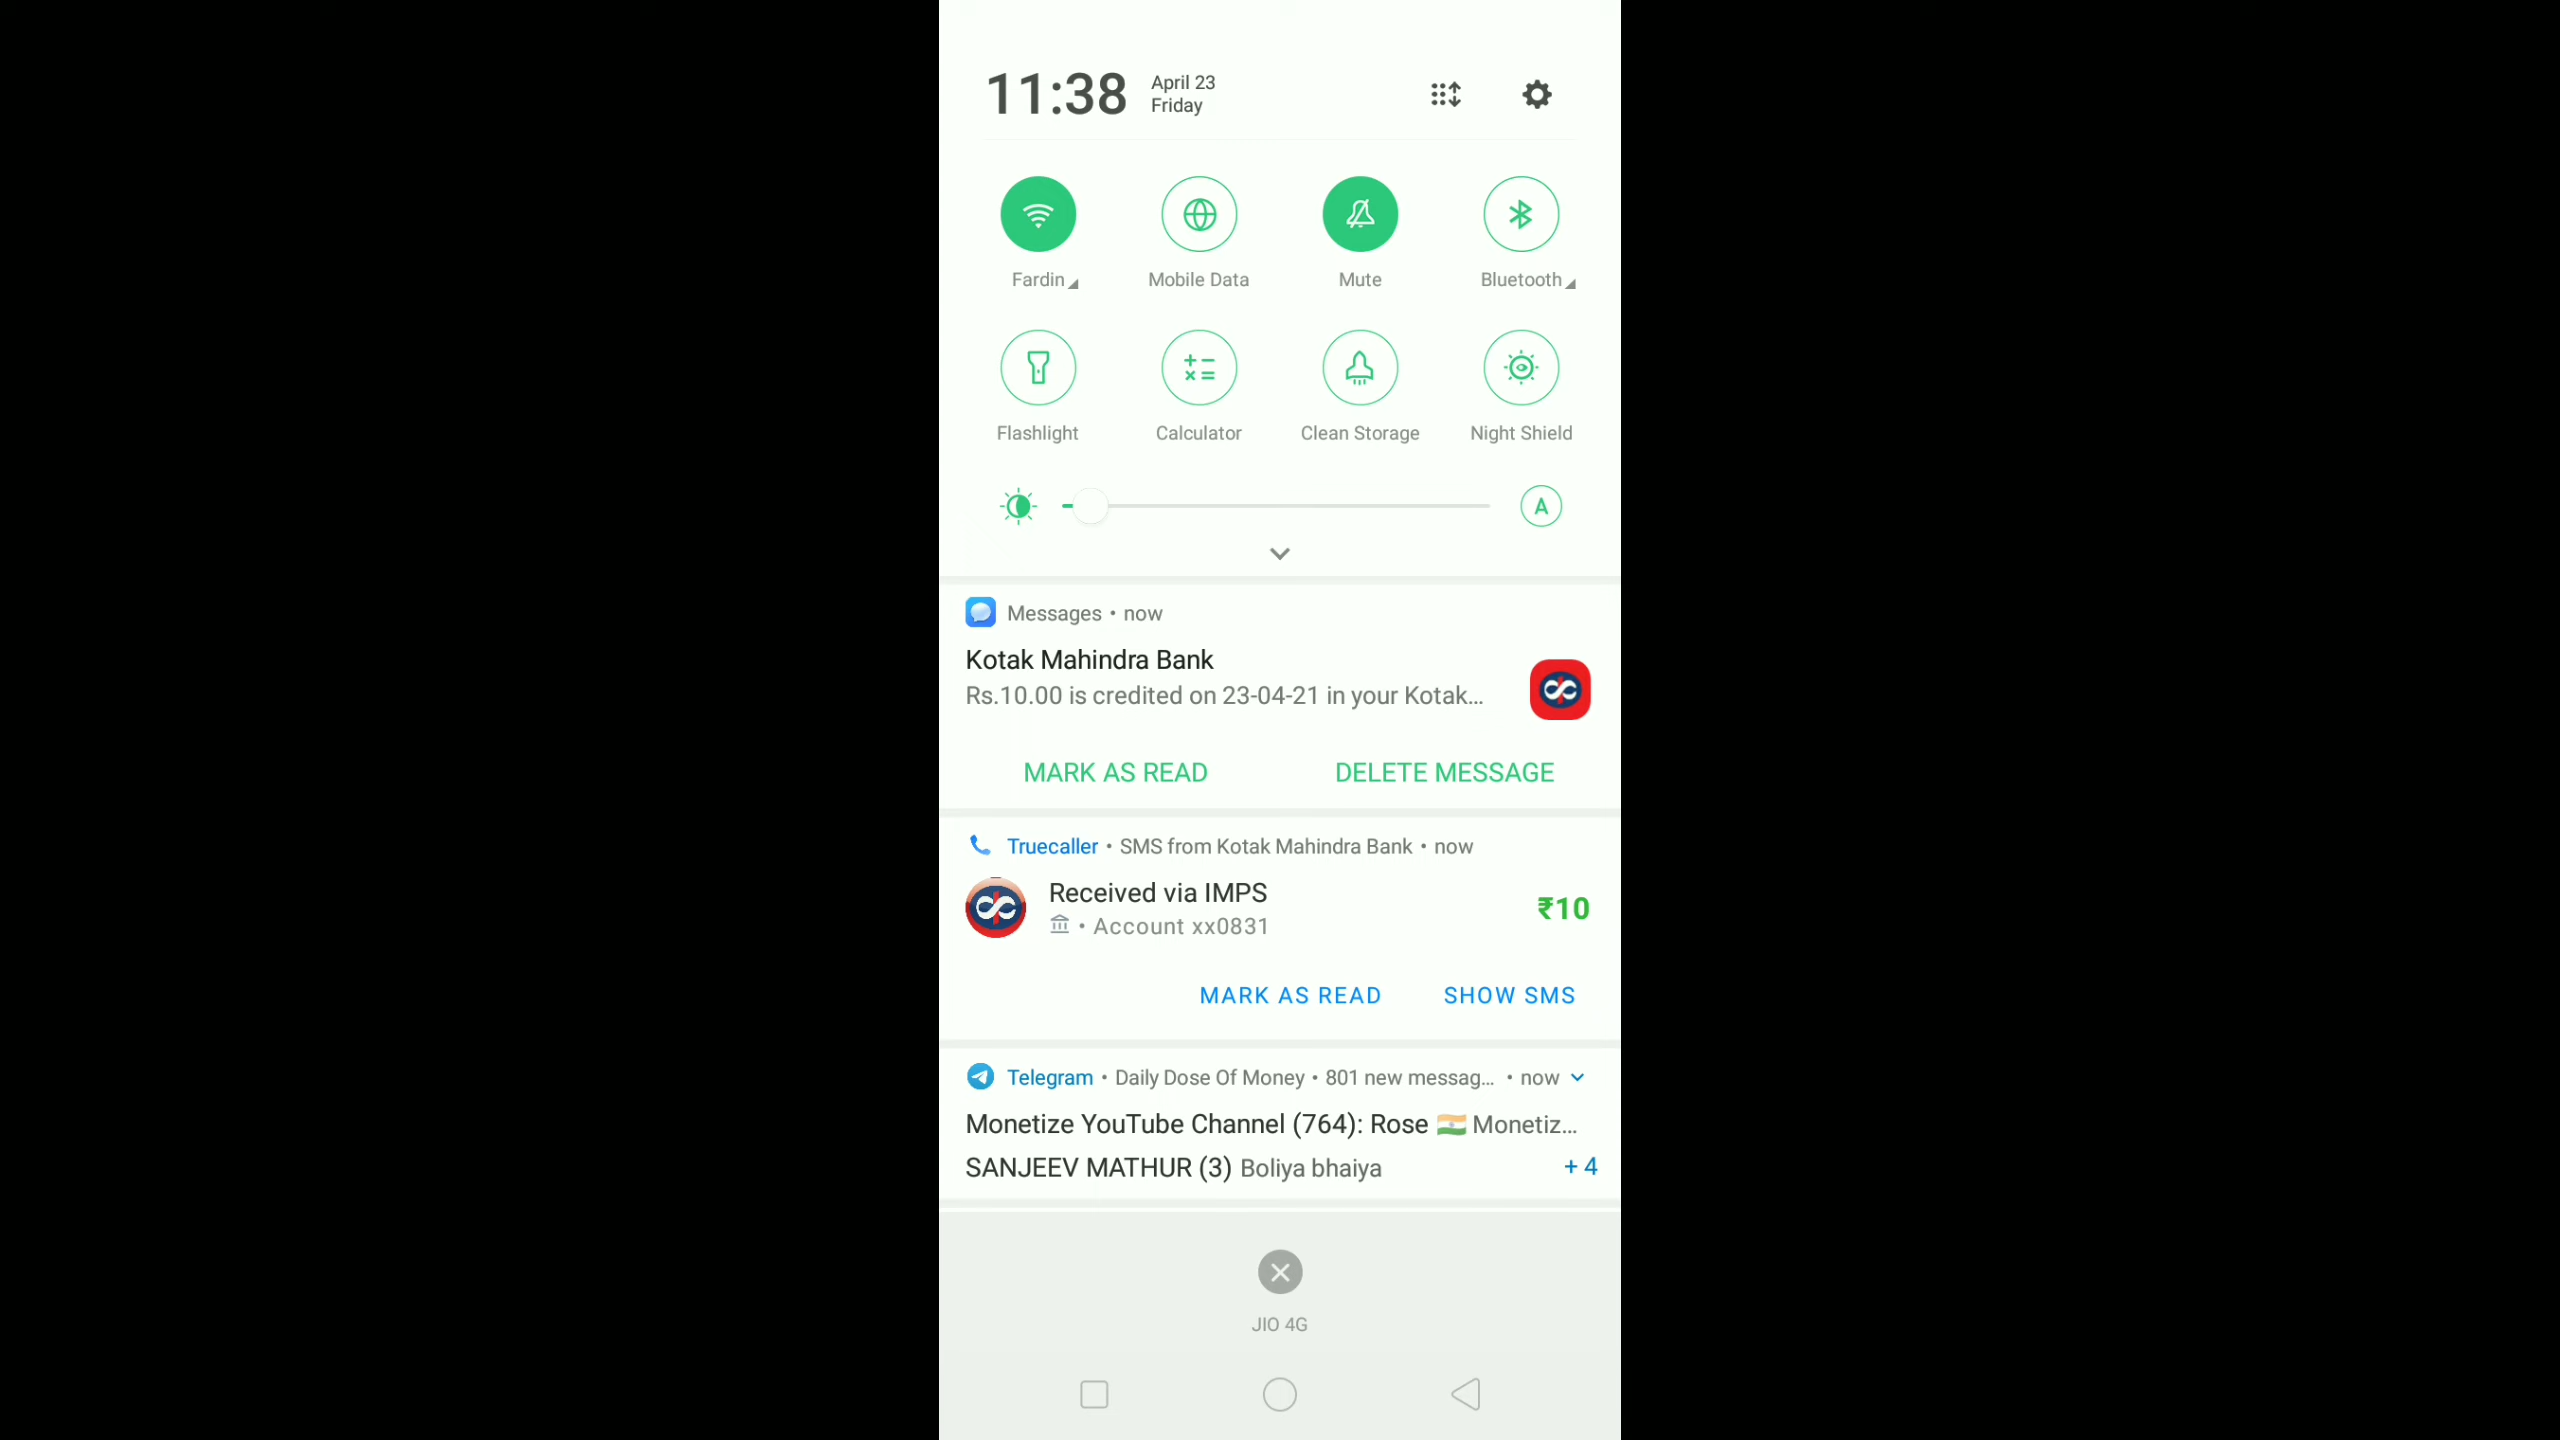 11:38
April 23
Friday
Fardin
Mobile Data
Mute
Bluetooth
Flashlight
Calculator
Clean Storage
Night Shield
A
Messages • now
Kotak Mahindra Bank
Rs.10.00 is credited on 23-04-21 in your Kotak...
MARK AS READ
DELETE MESSAGE
Truecaller • SMS from Kotak Mahindra Bank • now
Received via IMPS
₹10
• Account xx0831
MARK AS READ
SHOW SMS
Telegram • Daily Dose Of Money • 801 new messag... • now
Monetize YouTube Channel (764): Rose 🇮🇳 Monetiz...
SANJEEV MATHUR (3) Boliya bhaiya
+ 4
JIO 4G